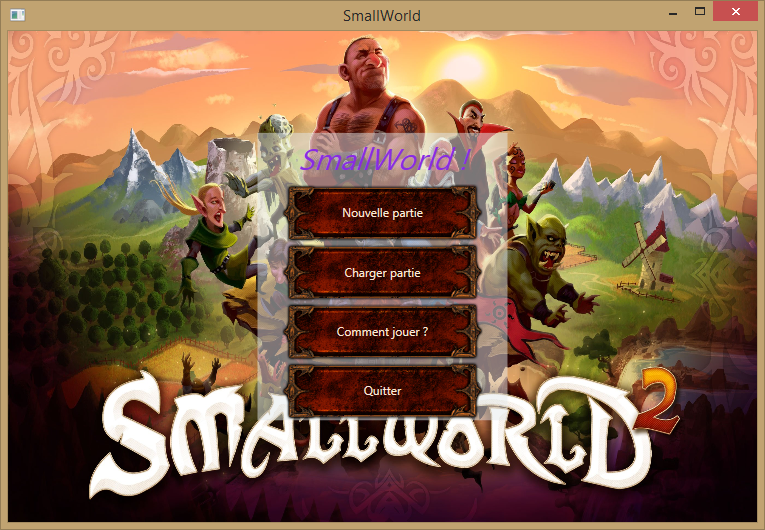 SmallWorld
SmallWorld !
Nouvelle partie
Charger partie
Comment jouer ?
Quitter
SMALLWORLD 2